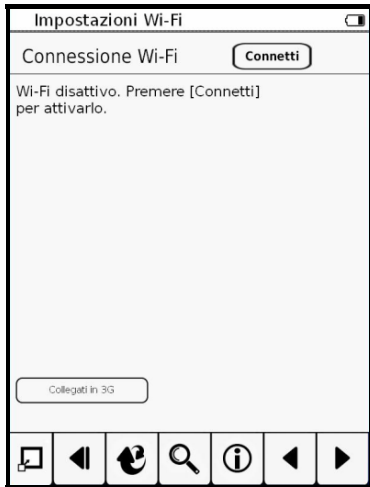 Impostazioni Wi-Fi
Connessione Wi-Fi
Connetti
Wi-Fi disattivo. Premere [Connetti]
per attivarlo.
Collegati in 3G